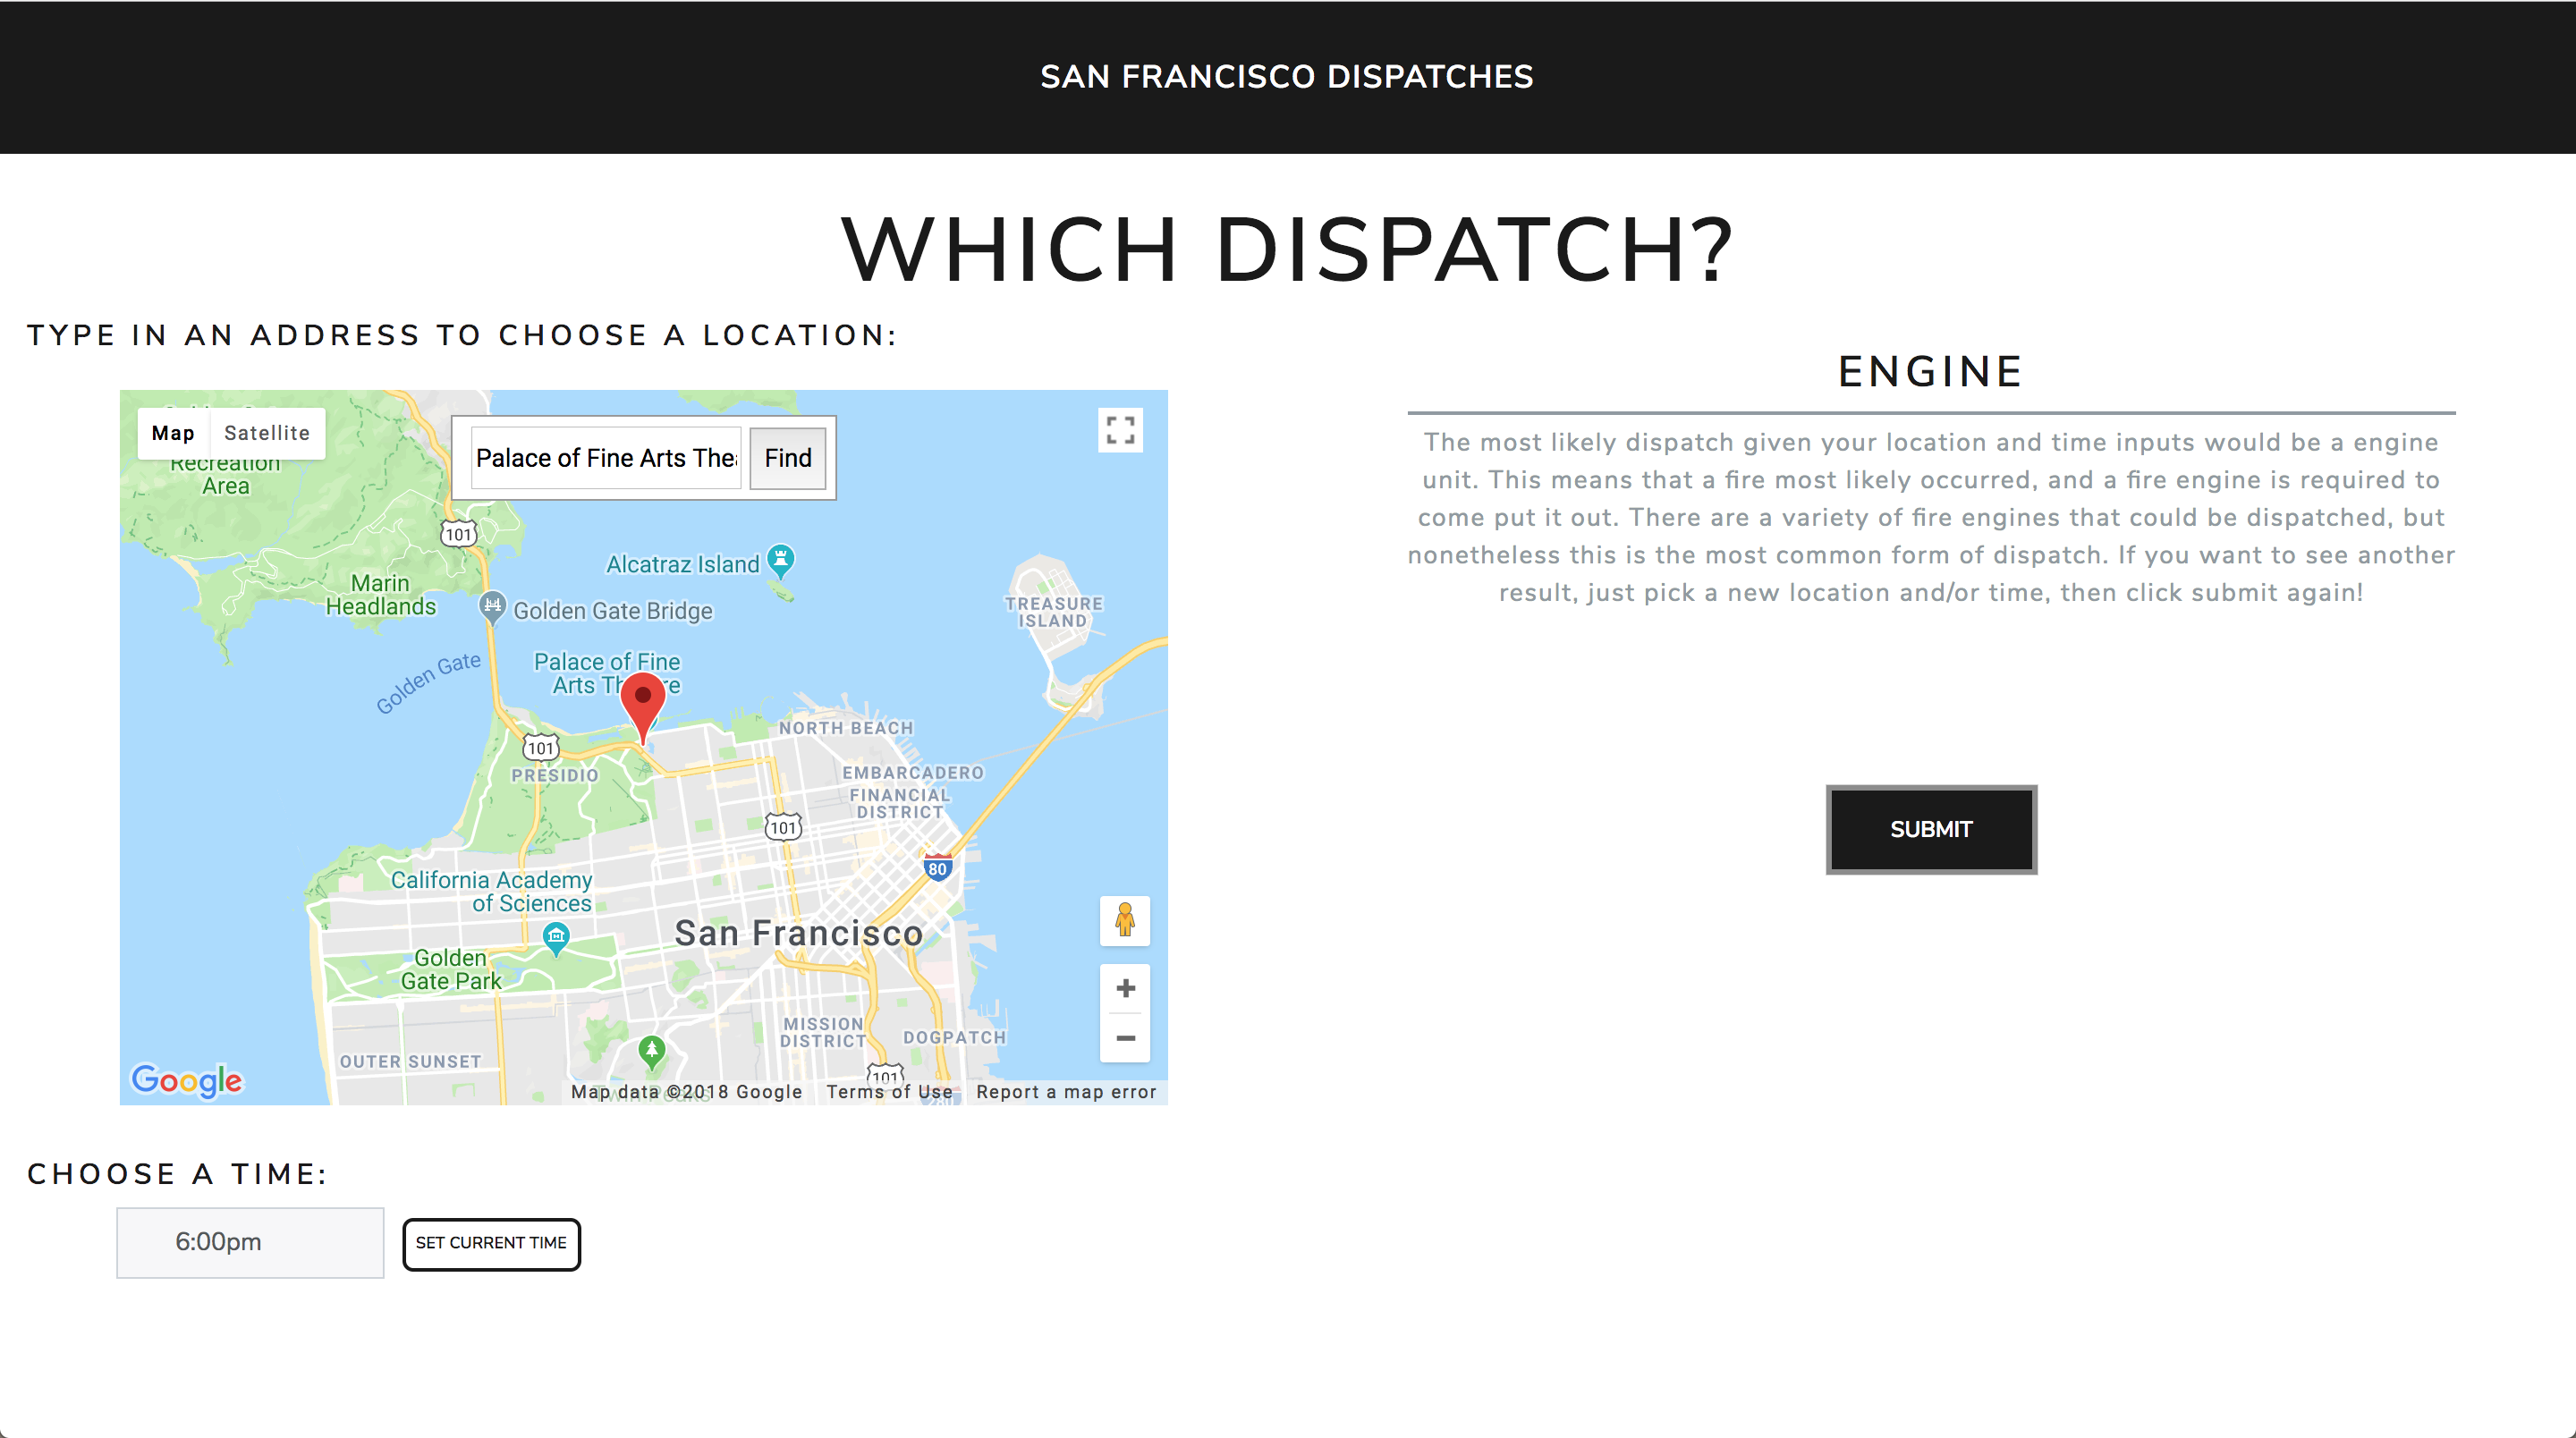 SAN FRANCISCO DISPATCHES
WHICH DISPATCH?
TYPE IN AN ADDRESS TO CHOOSE A LOCATION:
Map Satellite
Palace of Fine Arts Thea
Find
Recreation
Area
101
Marin
Headlands
Alcatraz Island
Golden Gate Bridge
TREASURE
ISLAND
Golden Gate
Palace of Fine
Arts Th re
101
PRESIDIO
NORTH BEACH
EMBARCADERO
FINANCIAL
DISTRICT
101
80
California Academy
of Sciences
San Francisco
Golden
Gate Park
MISSION
DISTRICT
DOGPATCH
OUTER SUNSET
101
Twin Peaks
280
Google
Map data ©2018 Google Terms of Use Report a map error
CHOOSE A TIME:
6:00pm
SET CURRENT TIME
ENGINE
The most likely dispatch given your location and time inputs would be a engine
unit. This means that a fire most likely occurred, and a fire engine is required to
come put it out. There are a variety of fire engines that could be dispatched, but
nonetheless this is the most common form of dispatch. If you want to see another
result, just pick a new location and/or time, then click submit again!
SUBMIT